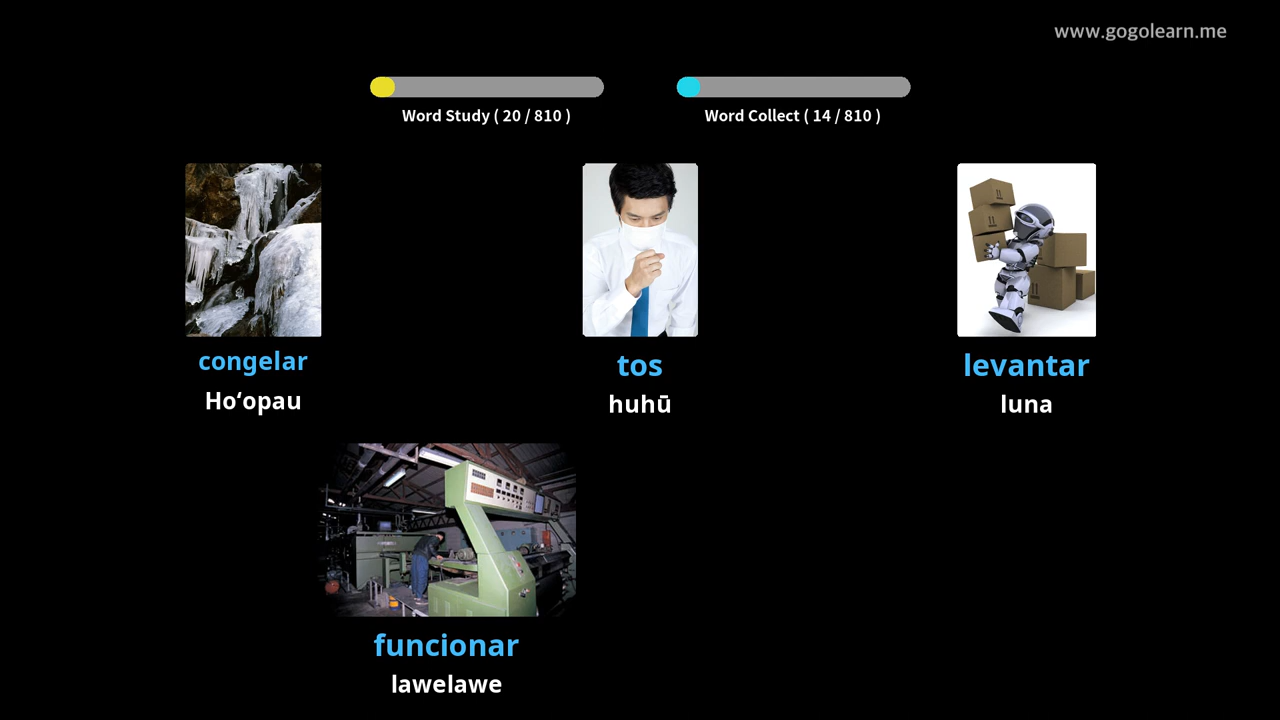 www.gogolearn.me
Word Study ( 20 / 810 )
Word Collect ( 14 / 810 )
congelar
Hoʻopau
tos
huhū
levantar
luna
funcionar
lawelawe